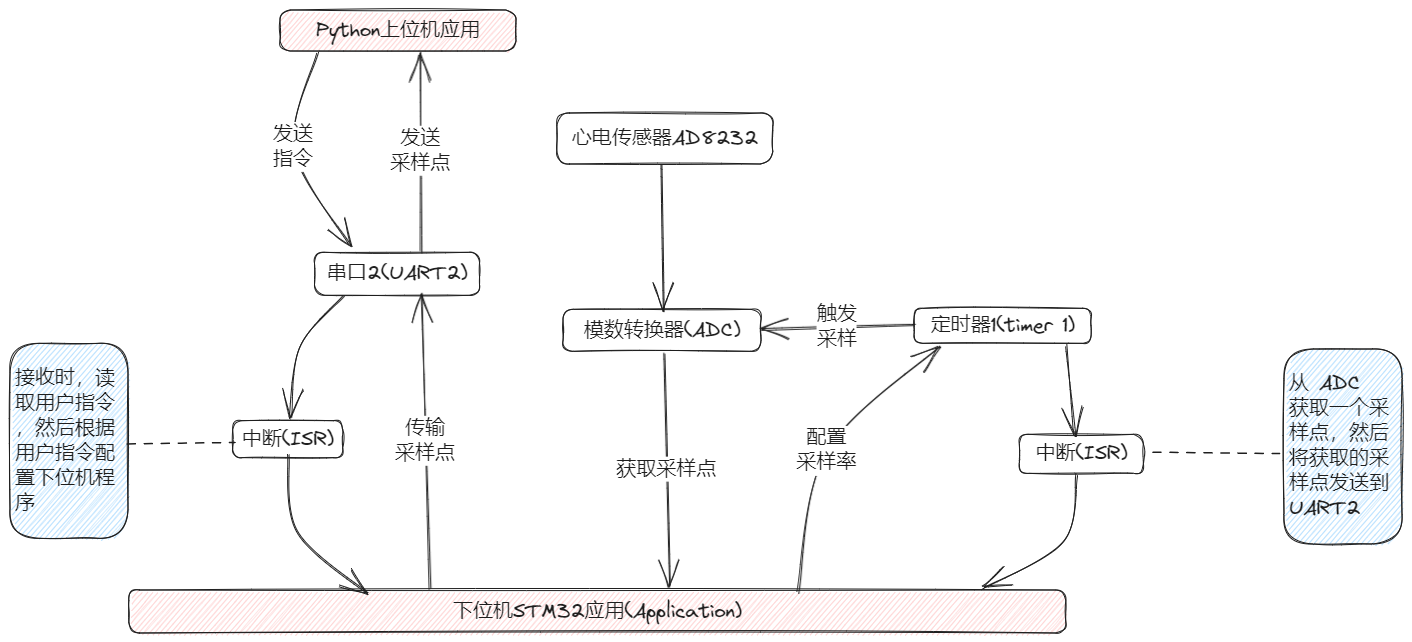 Python上位机应用
发送
指令
发送
采样点
心电传感器AD8232
串口2(UART2)
模数转换器(ADC)
触发
采样
定时器1(timer 1)
接收时，读
取用户指令
，然后根据
用户指令配
置下位机程
序
中断(ISR)
传输
采样点
获取采样点
配置
采样率
中断(ISR)
从 ADC
获取一个采
样点，然后
将获取的采
样点发送到
UART2
下位机STM32应用(Application)